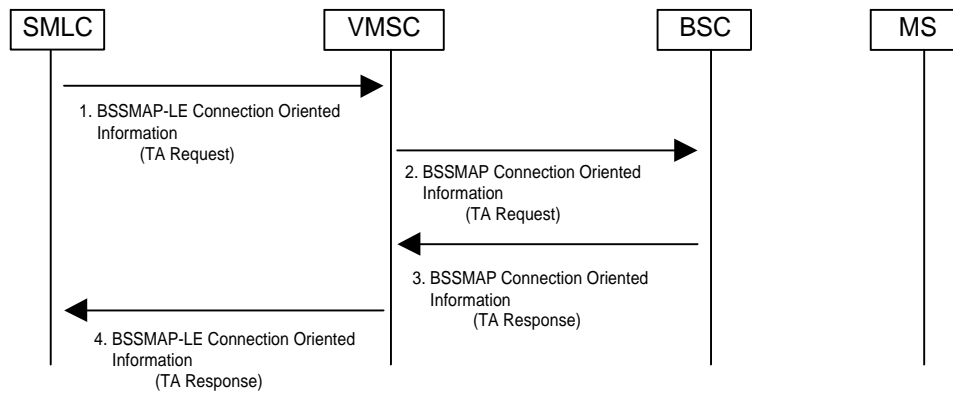 SMLC VMSC BSC MS
1. BSSMAP-LE Connection Oriented
Information
(TA Request)
2. BSSMAP Connection Oriented
Information
(TA Request)
3. BSSMAP Connection Oriented
Information
(TA Response)
4. BSSMAP-LE Connection Oriented
Information
(TA Response)